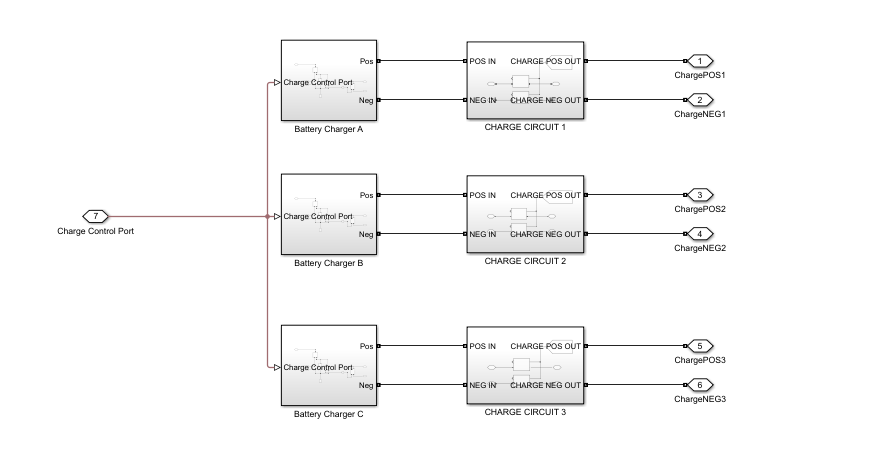 Pos
POS IN
CHARGE POS OUT
1
ChargePOS1
Charge Control Port
Neg
NEG IN
CHARGE NEG OUT
2
ChargeNEG1
Battery Charger A
CHARGE CIRCUIT 1
Pos
POS IN
CHARGE POS OUT
3
ChargePOS2
7
Charge Control Port
Charge Control Port
Neg
NEG IN
CHARGE NEG OUT
4
ChargeNEG2
Battery Charger B
CHARGE CIRCUIT 2
Pos
POS IN
CHARGE POS OUT
5
ChargePOS3
Charge Control Port
Neg
NEG IN
CHARGE NEG OUT
6
ChargeNEG3
Battery Charger C
CHARGE CIRCUIT 3